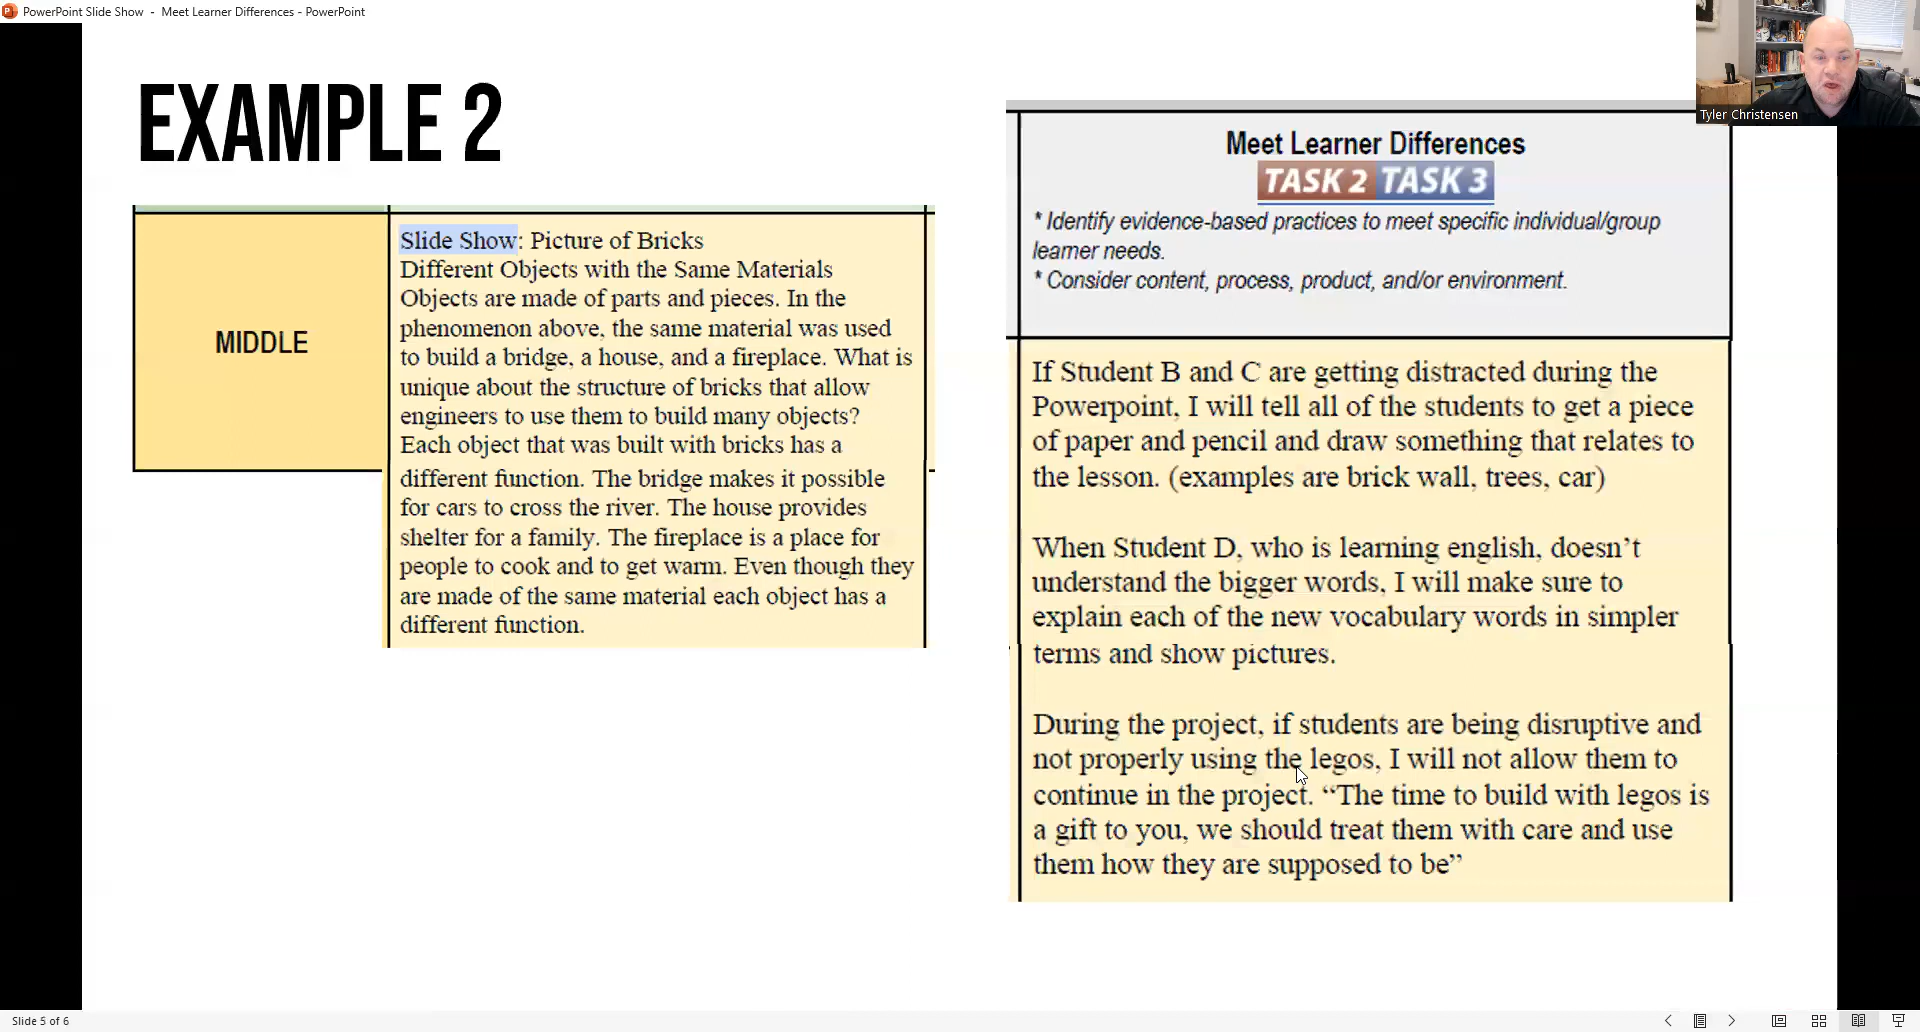 PowerPoint Slide Show - Meet Learner Differences - PowerPoint
Tyler Christensen
EXAMPLE 2
MIDDLE
Slide Show: Picture of Bricks
Different Objects with the Same Materials
Objects are made of parts and pieces. In the
phenomenon above, the same material was used
to build a bridge, a house, and a fireplace. What is
unique about the structure of bricks that allow
engineers to use them to build many objects?
Each object that was built with bricks has a
different function. The bridge makes it possible
for cars to cross the river. The house provides
shelter for a family. The fireplace is a place for
people to cook and to get warm. Even though they
are made of the same material each object has a
different function.
Meet Learner Differences
TASK 2 TASK 3
* Identify evidence-based practices to meet specific individual/group
learner needs.
* Consider content, process, product, and/or environment.
If Student B and C are getting distracted during the
Powerpoint, I will tell all of the students to get a piece
of paper and pencil and draw something that relates to
the lesson. (examples are brick wall, trees, car)
When Student D, who is learning english, doesn’t
understand the bigger words, I will make sure to
explain each of the new vocabulary words in simpler
terms and show pictures.
During the project, if students are being disruptive and
not properly using the legos, I will not allow them to
continue in the project. “The time to build with legos is
a gift to you, we should treat them with care and use
them how they are supposed to be”
Slide 5 of 6